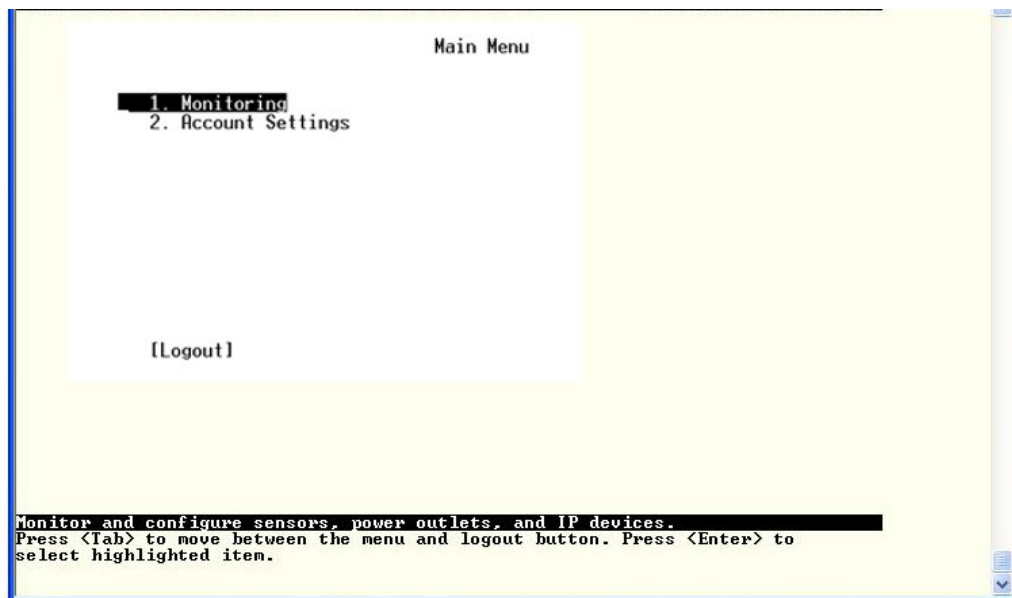 Main Menu
1. Monitoring
2. Account Settings
[Logout]
Monitor and configure sensors, power outlets, and IP devices.
Press <Tab> to move between the menu and logout button. Press <Enter> to
select highlighted item.